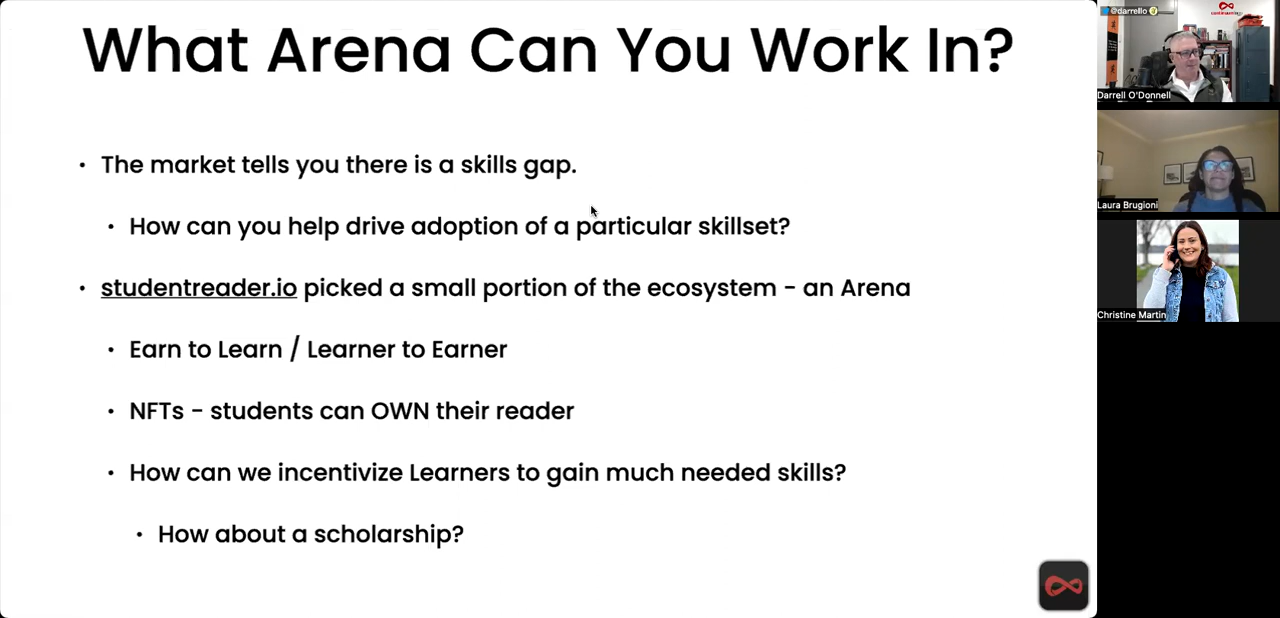 What Arena Can You Work In?
• The market tells you there is a skills gap.
• How can you help drive adoption of a particular skillset?
• studentreader.io picked a small portion of the ecosystem - an Arena
• Earn to Learn / Learner to Earner
• NFTs - students can OWN their reader
• How can we incentivize Learners to gain much needed skills?
• How about a scholarship?
@darrello
Darrell O'Donnell
Laura Brugioni
Christine Martin